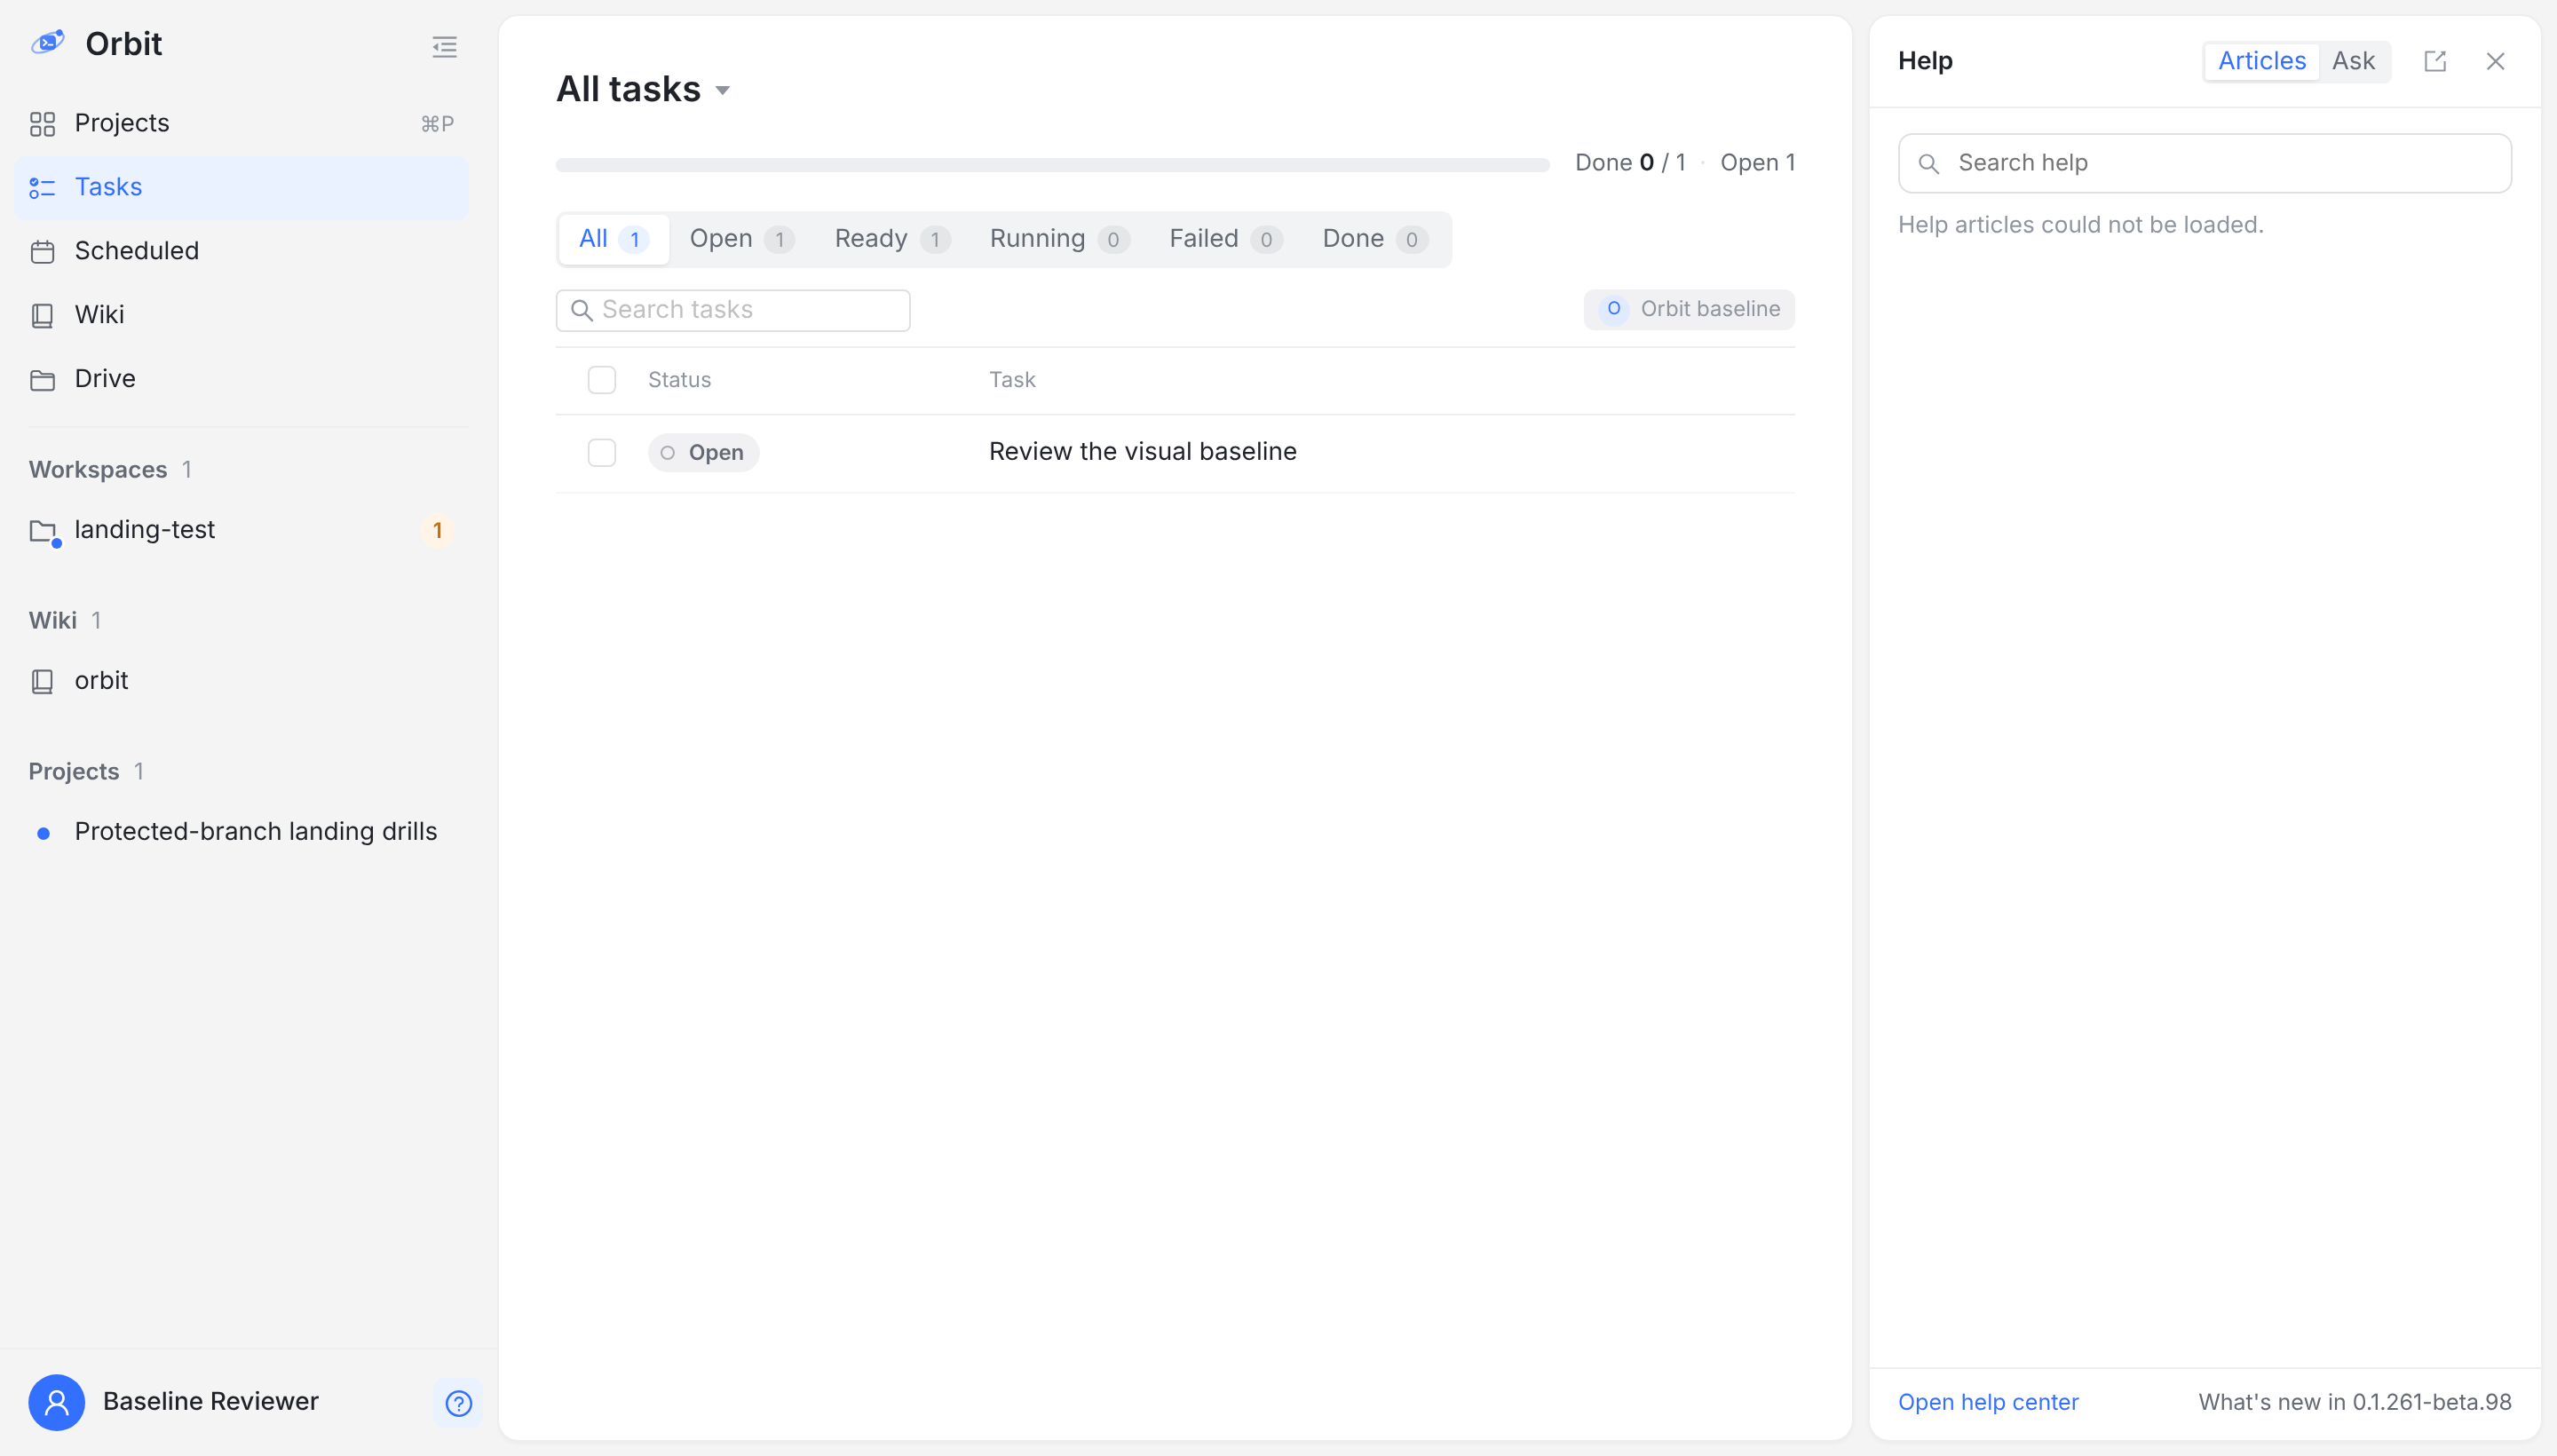 Orbit
Projects ⌘P
Tasks
Scheduled
Wiki
Drive
Workspaces 1
landing-test 1
Wiki 1
orbit
Projects 1
Protected-branch landing drills
Baseline Reviewer
All tasks
Done 0 / 1 · Open 1
All 1 Open 1 Ready 1 Running 0 Failed 0 Done 0
Search tasks
O Orbit baseline
Status Task
Open Review the visual baseline
Help Articles Ask
Search help
Help articles could not be loaded.
Open help center What's new in 0.1.261-beta.98